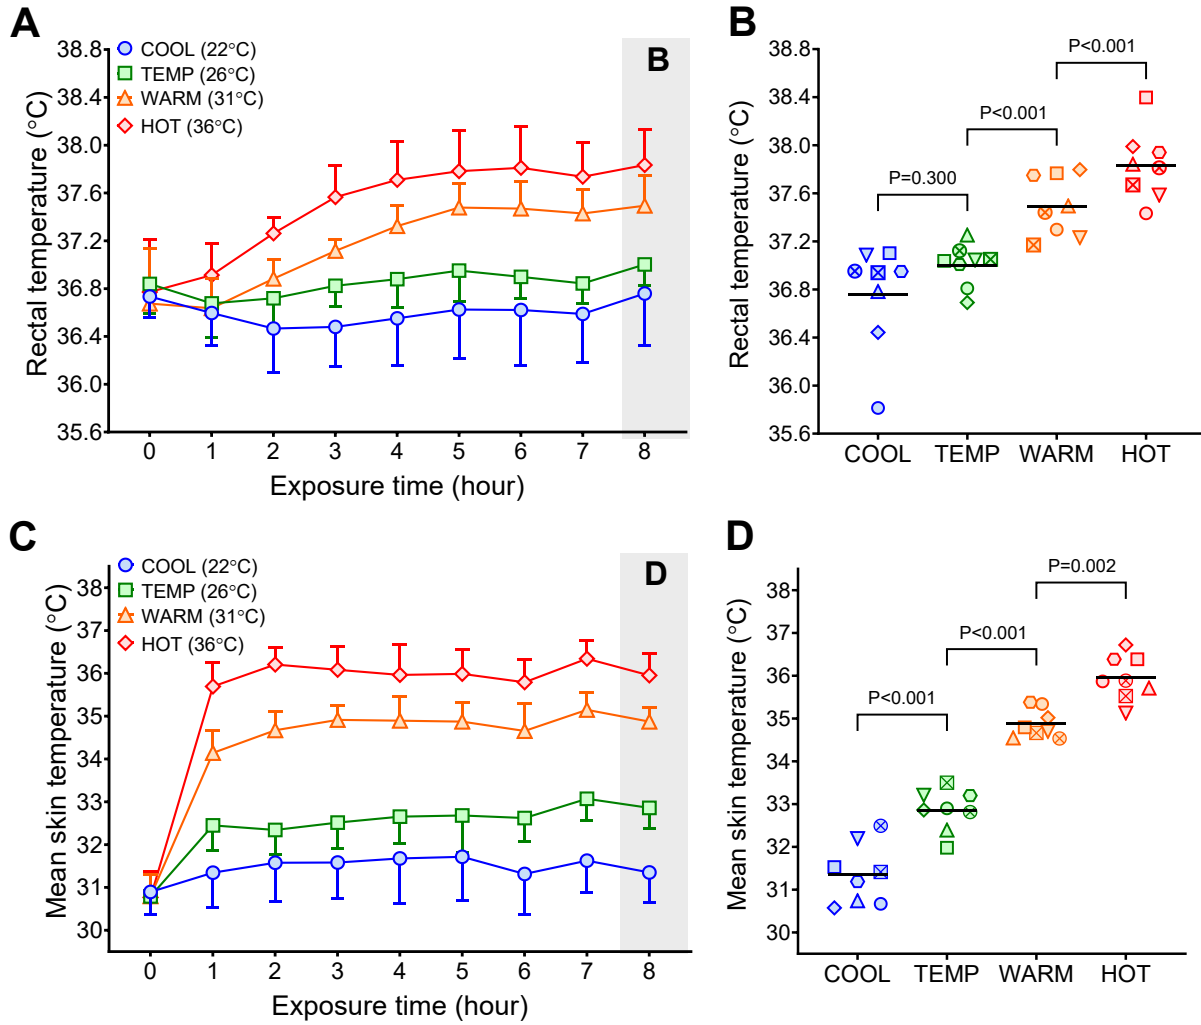 A
COOL (22°C)
TEMP (26°C)
WARM (31°C)
HOT (36°C)
B
Rectal temperature (°C)
38.8
38.4
38.0
37.6
37.2
36.8
36.4
36.0
35.6
0 1 2 3 4 5 6 7 8
Exposure time (hour)
B
P<0.001
P<0.001
P=0.300
Rectal temperature (°C)
38.8
38.4
38.0
37.6
37.2
36.8
36.4
36.0
35.6
COOL TEMP WARM HOT
C
COOL (22°C)
TEMP (26°C)
WARM (31°C)
HOT (36°C)
D
Mean skin temperature (°C)
38
37
36
35
34
33
32
31
30
0 1 2 3 4 5 6 7 8
Exposure time (hour)
D
P=0.002
P<0.001
P<0.001
Mean skin temperature (°C)
38
37
36
35
34
33
32
31
30
COOL TEMP WARM HOT